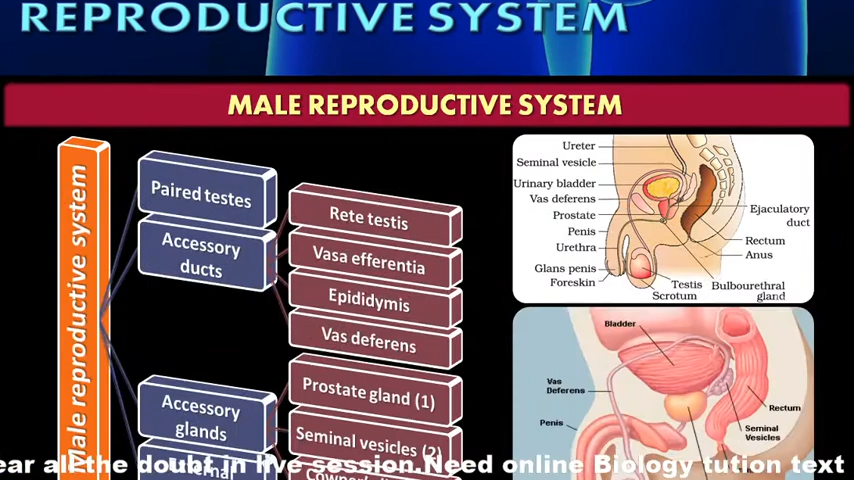 REPRODUCTIVE SYSTEM
MALE REPRODUCTIVE SYSTEM
Male reproductive system
Paired testes
Accessory
ducts
Rete testis
Vasa efferentia
Epididymis
Vas deferens
Accessory
glands
Prostate gland (1)
Seminal vesicles (2)
Ureter
Seminal vesicle
Urinary bladder
Vas deferens
Prostate
Penis
Urethra
Glans penis
Foreskin
Testis
Scrotum
Ejaculatory
duct
Rectum
Anus
Bulbourethral
gland
Bladder
Vas
Deferens
Penis
Rectum
Seminal
Vesicles
ear all the doubt in live session.Need online Biology tution text